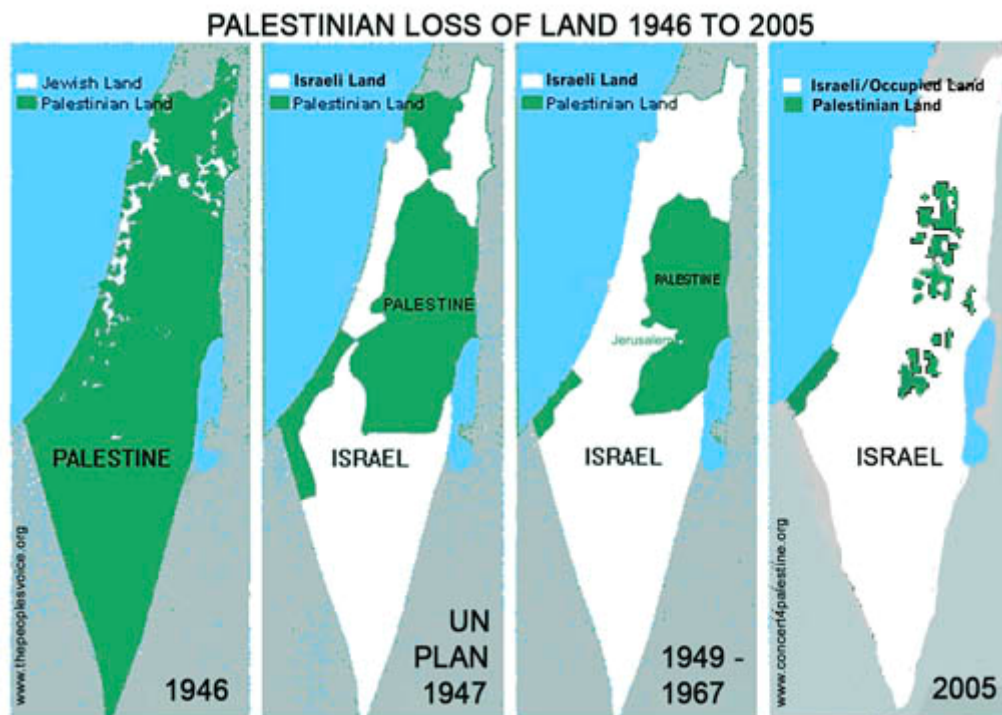 PALESTINIAN LOSS OF LAND 1946 TO 2005
Jewish Land
Palestinian Land
PALESTINE
1946
www.thepeoplesvoice.org
Israeli Land
Palestinian Land
PALESTINE
ISRAEL
UN
PLAN
1947
Israeli Land
Palestinian Land
PALESTINE
Jerusalem
ISRAEL
1949 -
1967
Israeli/Occupied Land
Palestinian Land
ISRAEL
www.concert4palestine.org
2005